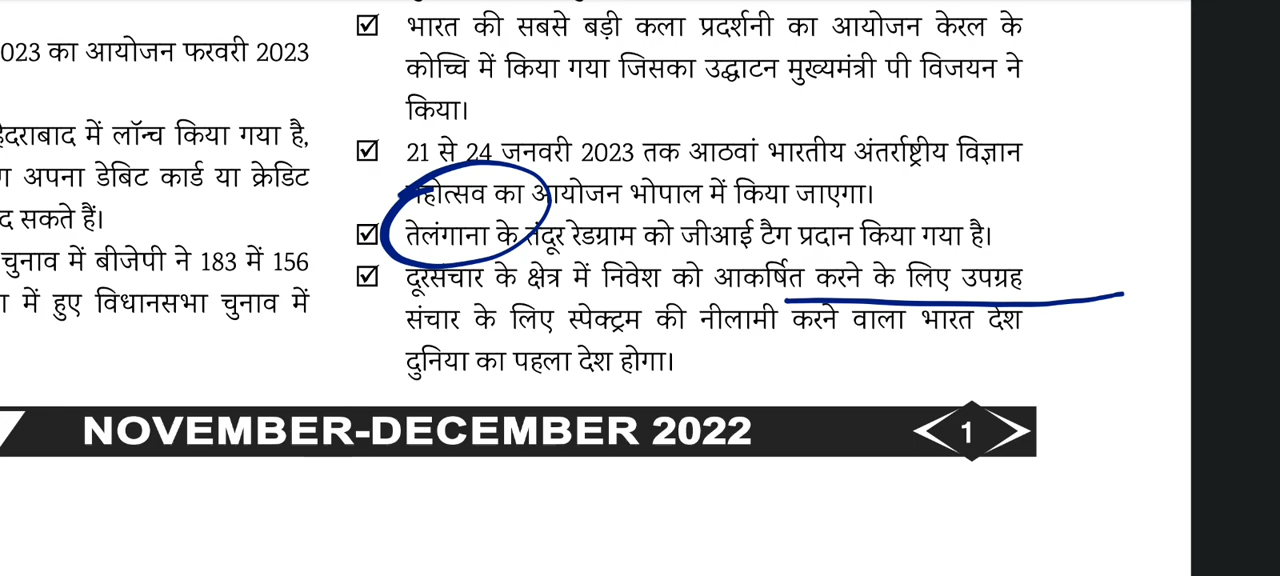 023 का आयोजन फरवरी 2023
हैदराबाद में लॉन्च किया गया है,
अपना डेबिट कार्ड या क्रेडिट
सकते हैं।
चुनाव में बीजेपी ने 183 में 156
में हुए विधानसभा चुनाव में
☑ भारत की सबसे बड़ी कला प्रदर्शनी का आयोजन केरल के
कोच्चि में किया गया जिसका उद्घाटन मुख्यमंत्री पी विजयन ने
किया।
☑ 21 से 24 जनवरी 2023 तक आठवां भारतीय अंतर्राष्ट्रीय विज्ञान
महोत्सव का आयोजन भोपाल में किया जाएगा।
☑ तेलंगाना के तंदूर रेडग्राम को जीआई टैग प्रदान किया गया है।
☑ दूरसंचार के क्षेत्र में निवेश को आकर्षित करने के लिए उपग्रह
संचार के लिए स्पेक्ट्रम की नीलामी करने वाला भारत देश
दुनिया का पहला देश होगा।
NOVEMBER-DECEMBER 2022
1